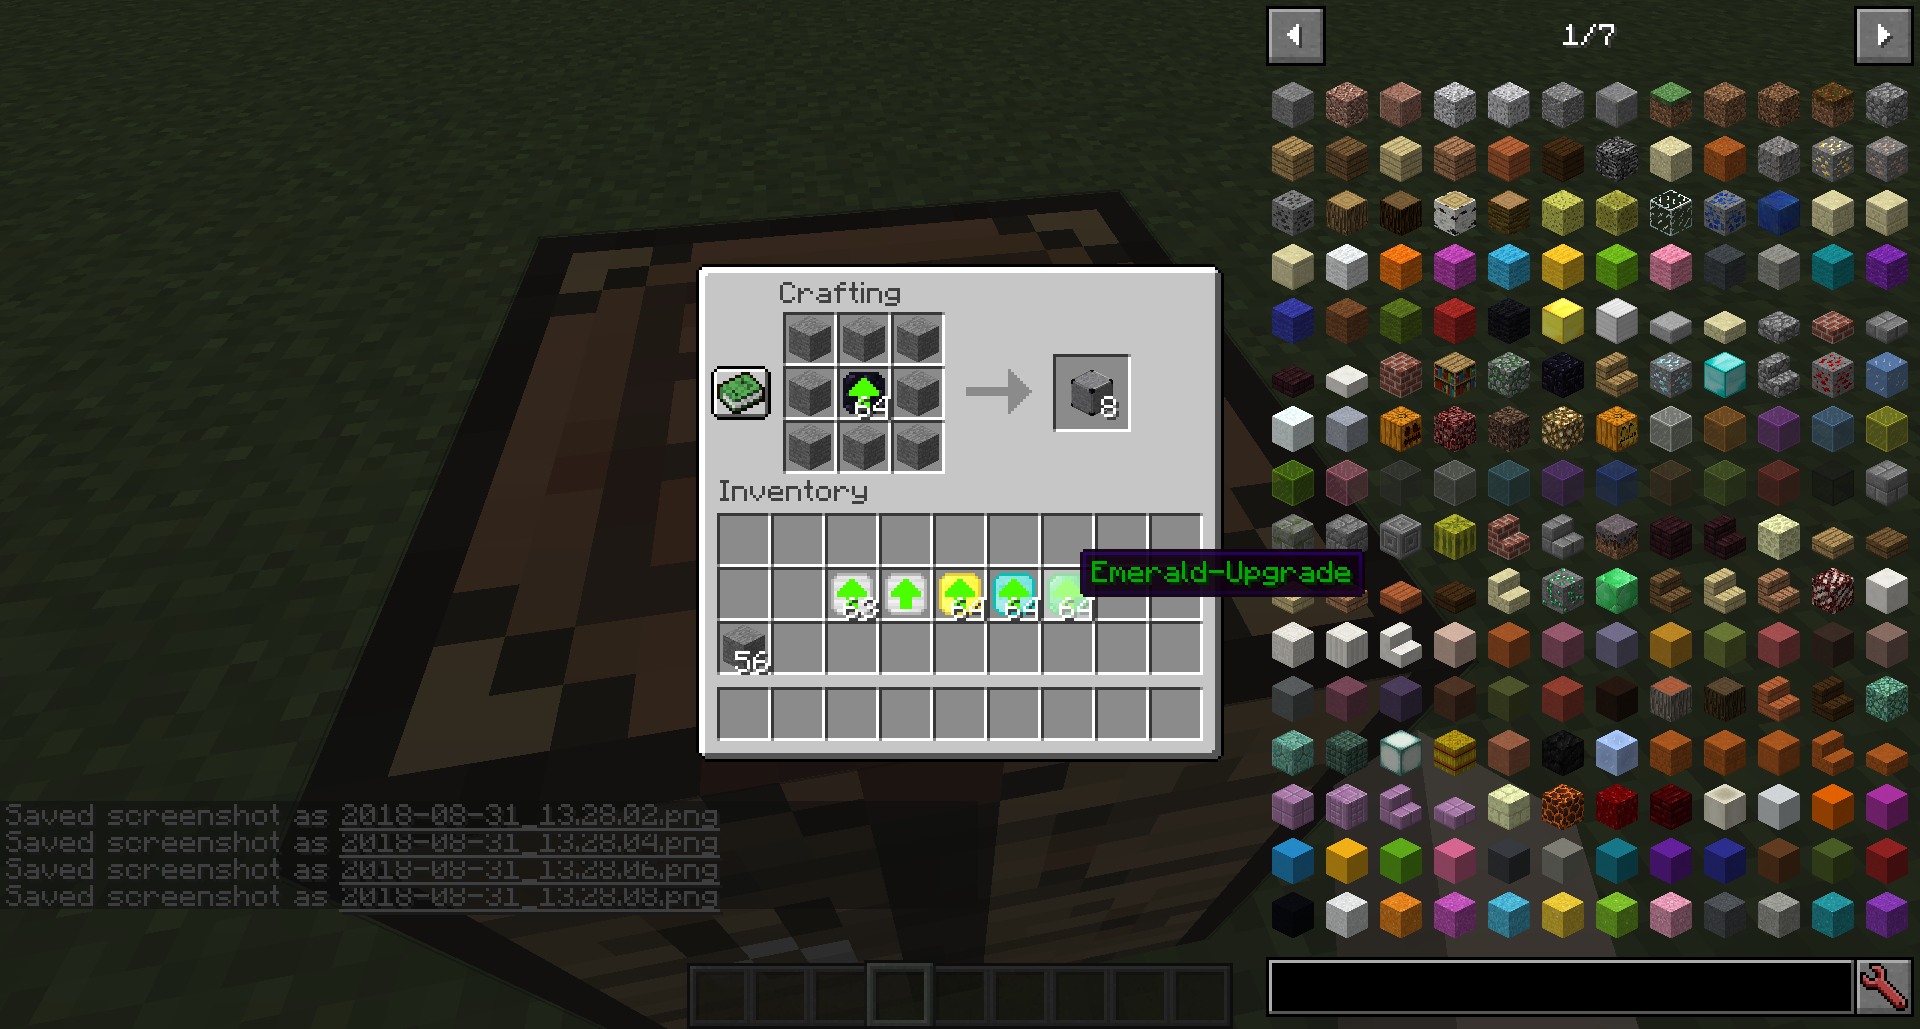 1/7
Crafting
64
8
Inventory
Emerald-Upgrade
63
64
64
64
56
Saved screenshot as 2018-08-31_13.28.02.png
Saved screenshot as 2018-08-31_13.28.04.png
Saved screenshot as 2018-08-31_13.28.06.png
Saved screenshot as 2018-08-31_13.28.08.png